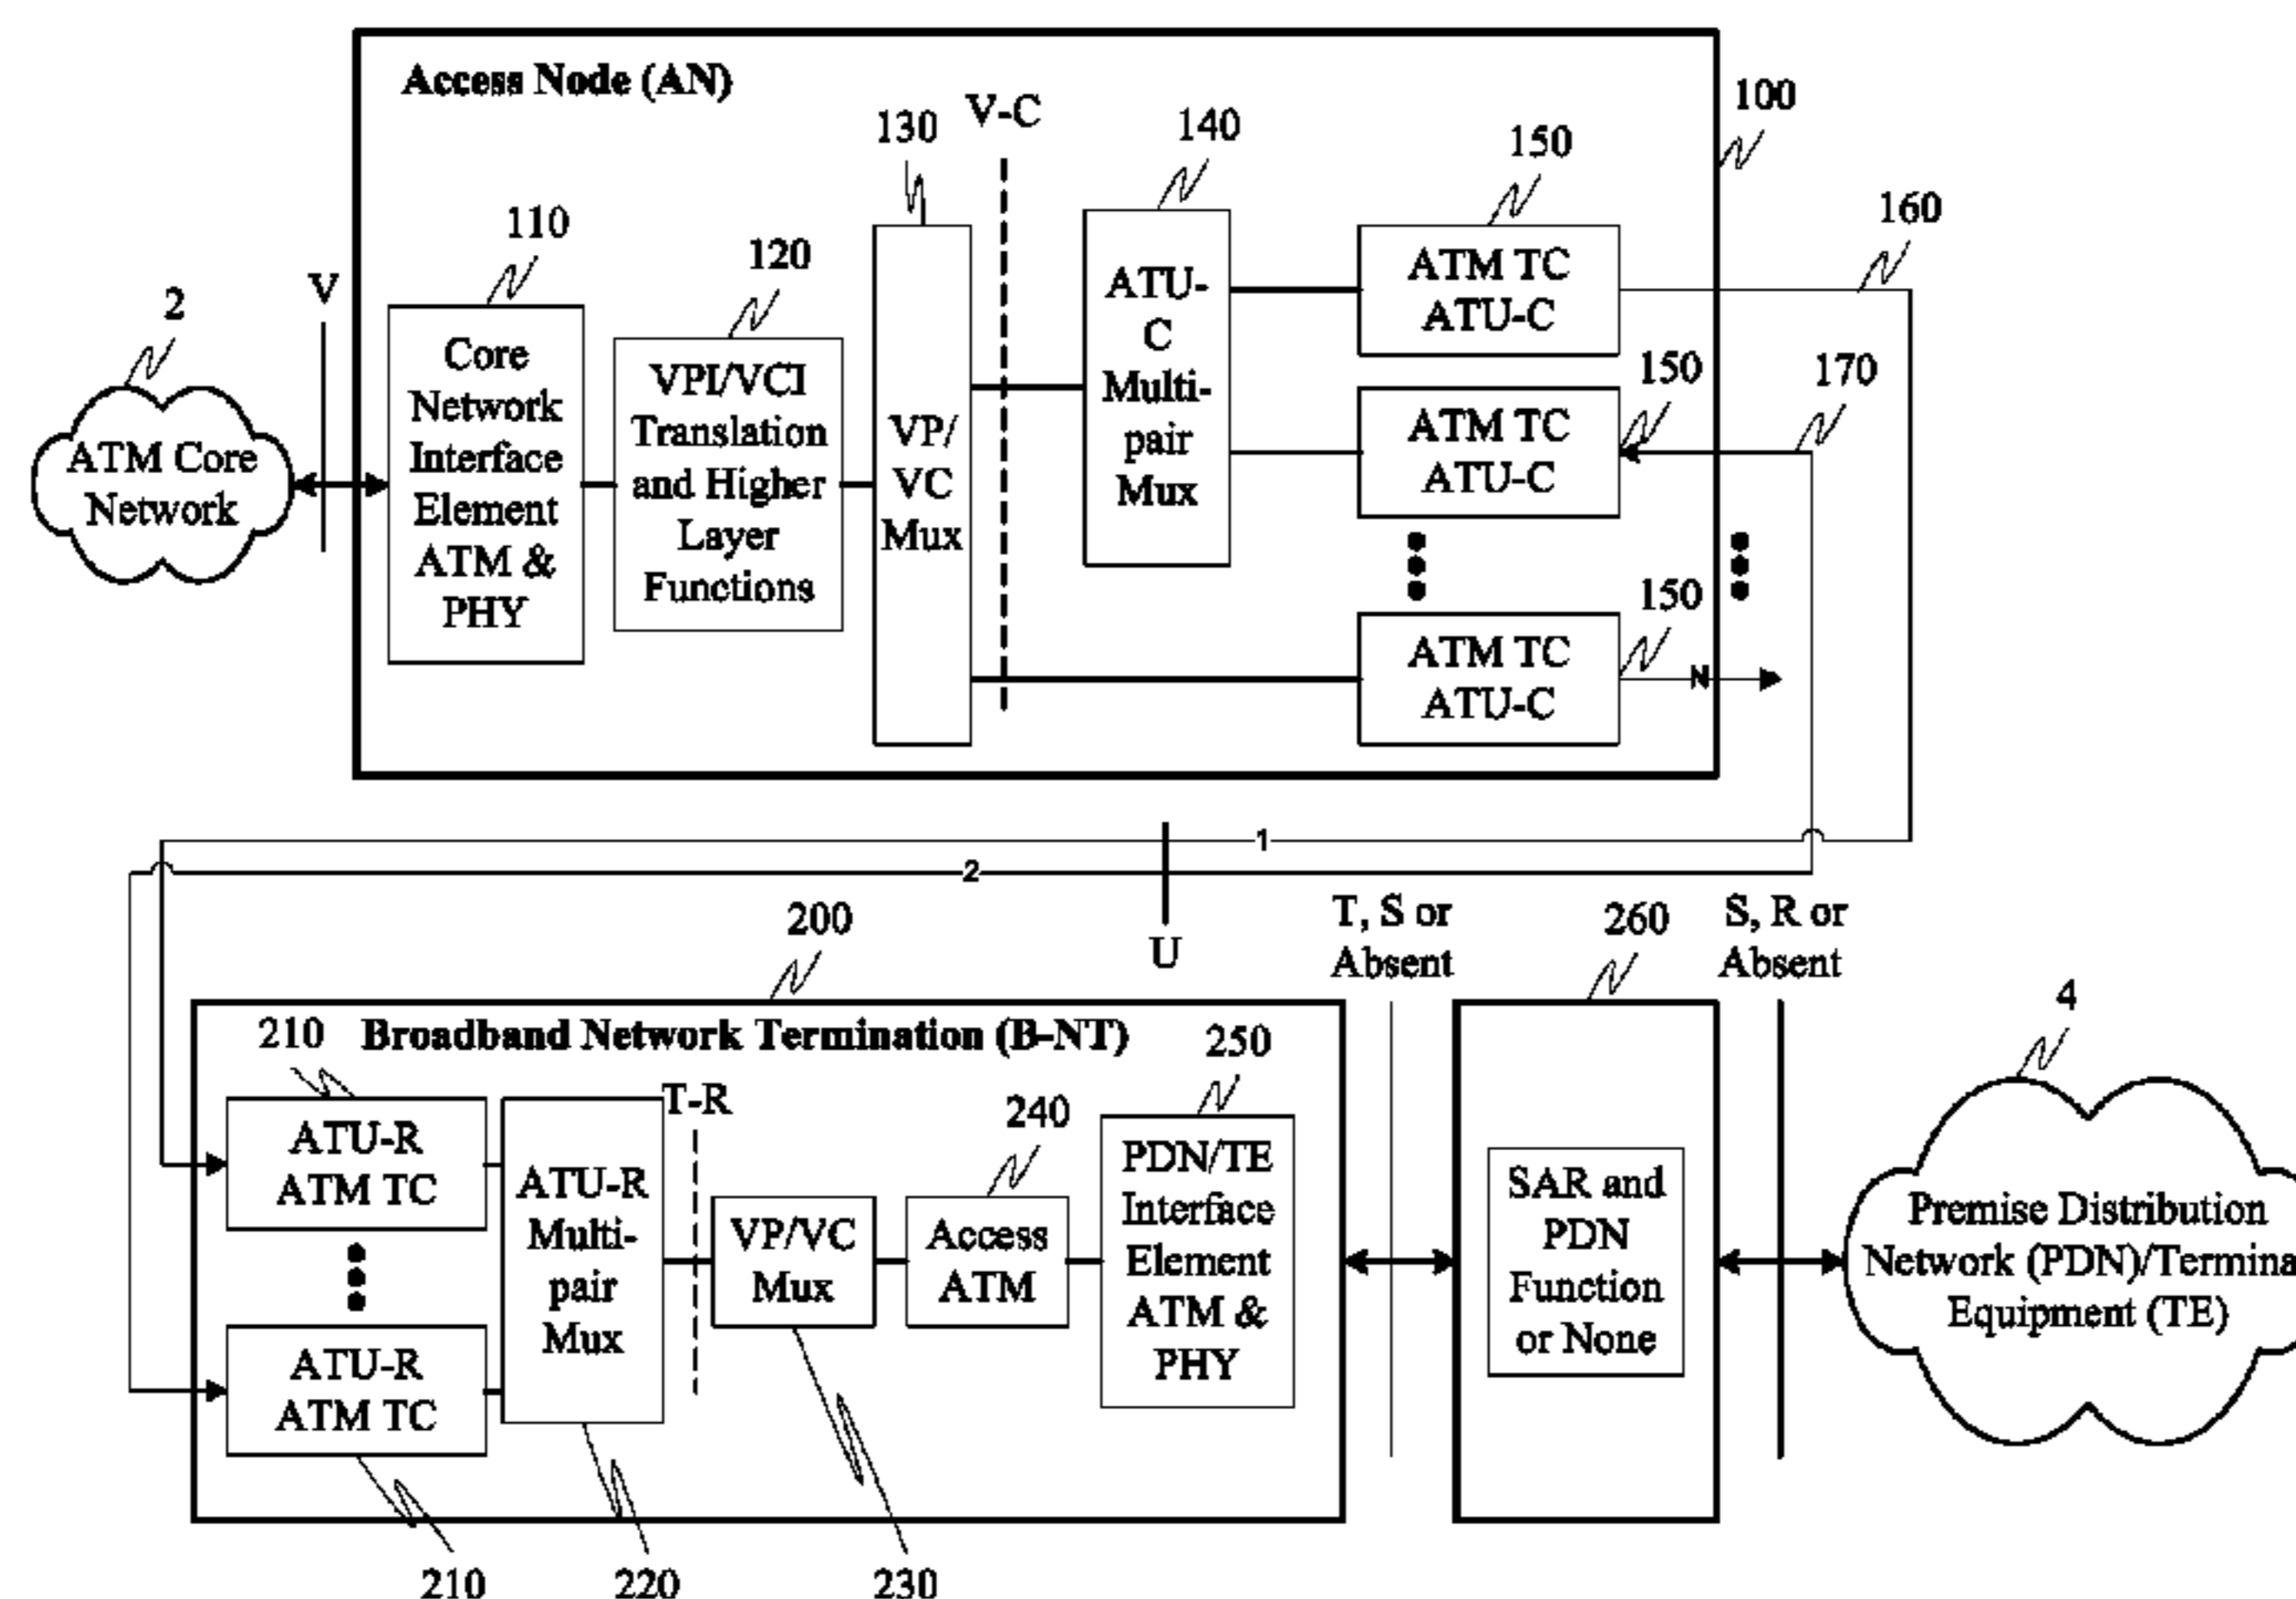 Access Node (AN)
100
V-C
130
140
150
160
110
120
2
V
ATM Core
Network
Core
Network
Interface
Element
ATM &
PHY
VPI/VCI
Translation
and Higher
Layer
Functions
VP/
VC
Mux
ATU-
C
Multi-
pair
Mux
ATM TC
ATU-C
150
170
ATM TC
ATU-C
150
ATM TC
ATU-C
N
1
2
U
200
T, S or
Absent
260
S, R or
Absent
4
210
Broadband Network Termination (B-NT)
250
T-R
240
ATU-R
ATM TC
ATU-R
ATM TC
ATU-R
Multi-
pair
Mux
VP/VC
Mux
Access
ATM
PDN/TE
Interface
Element
ATM &
PHY
SAR and
PDN
Function
or None
Premise Distribution
Network (PDN)/Termina
Equipment (TE)
210
220
230